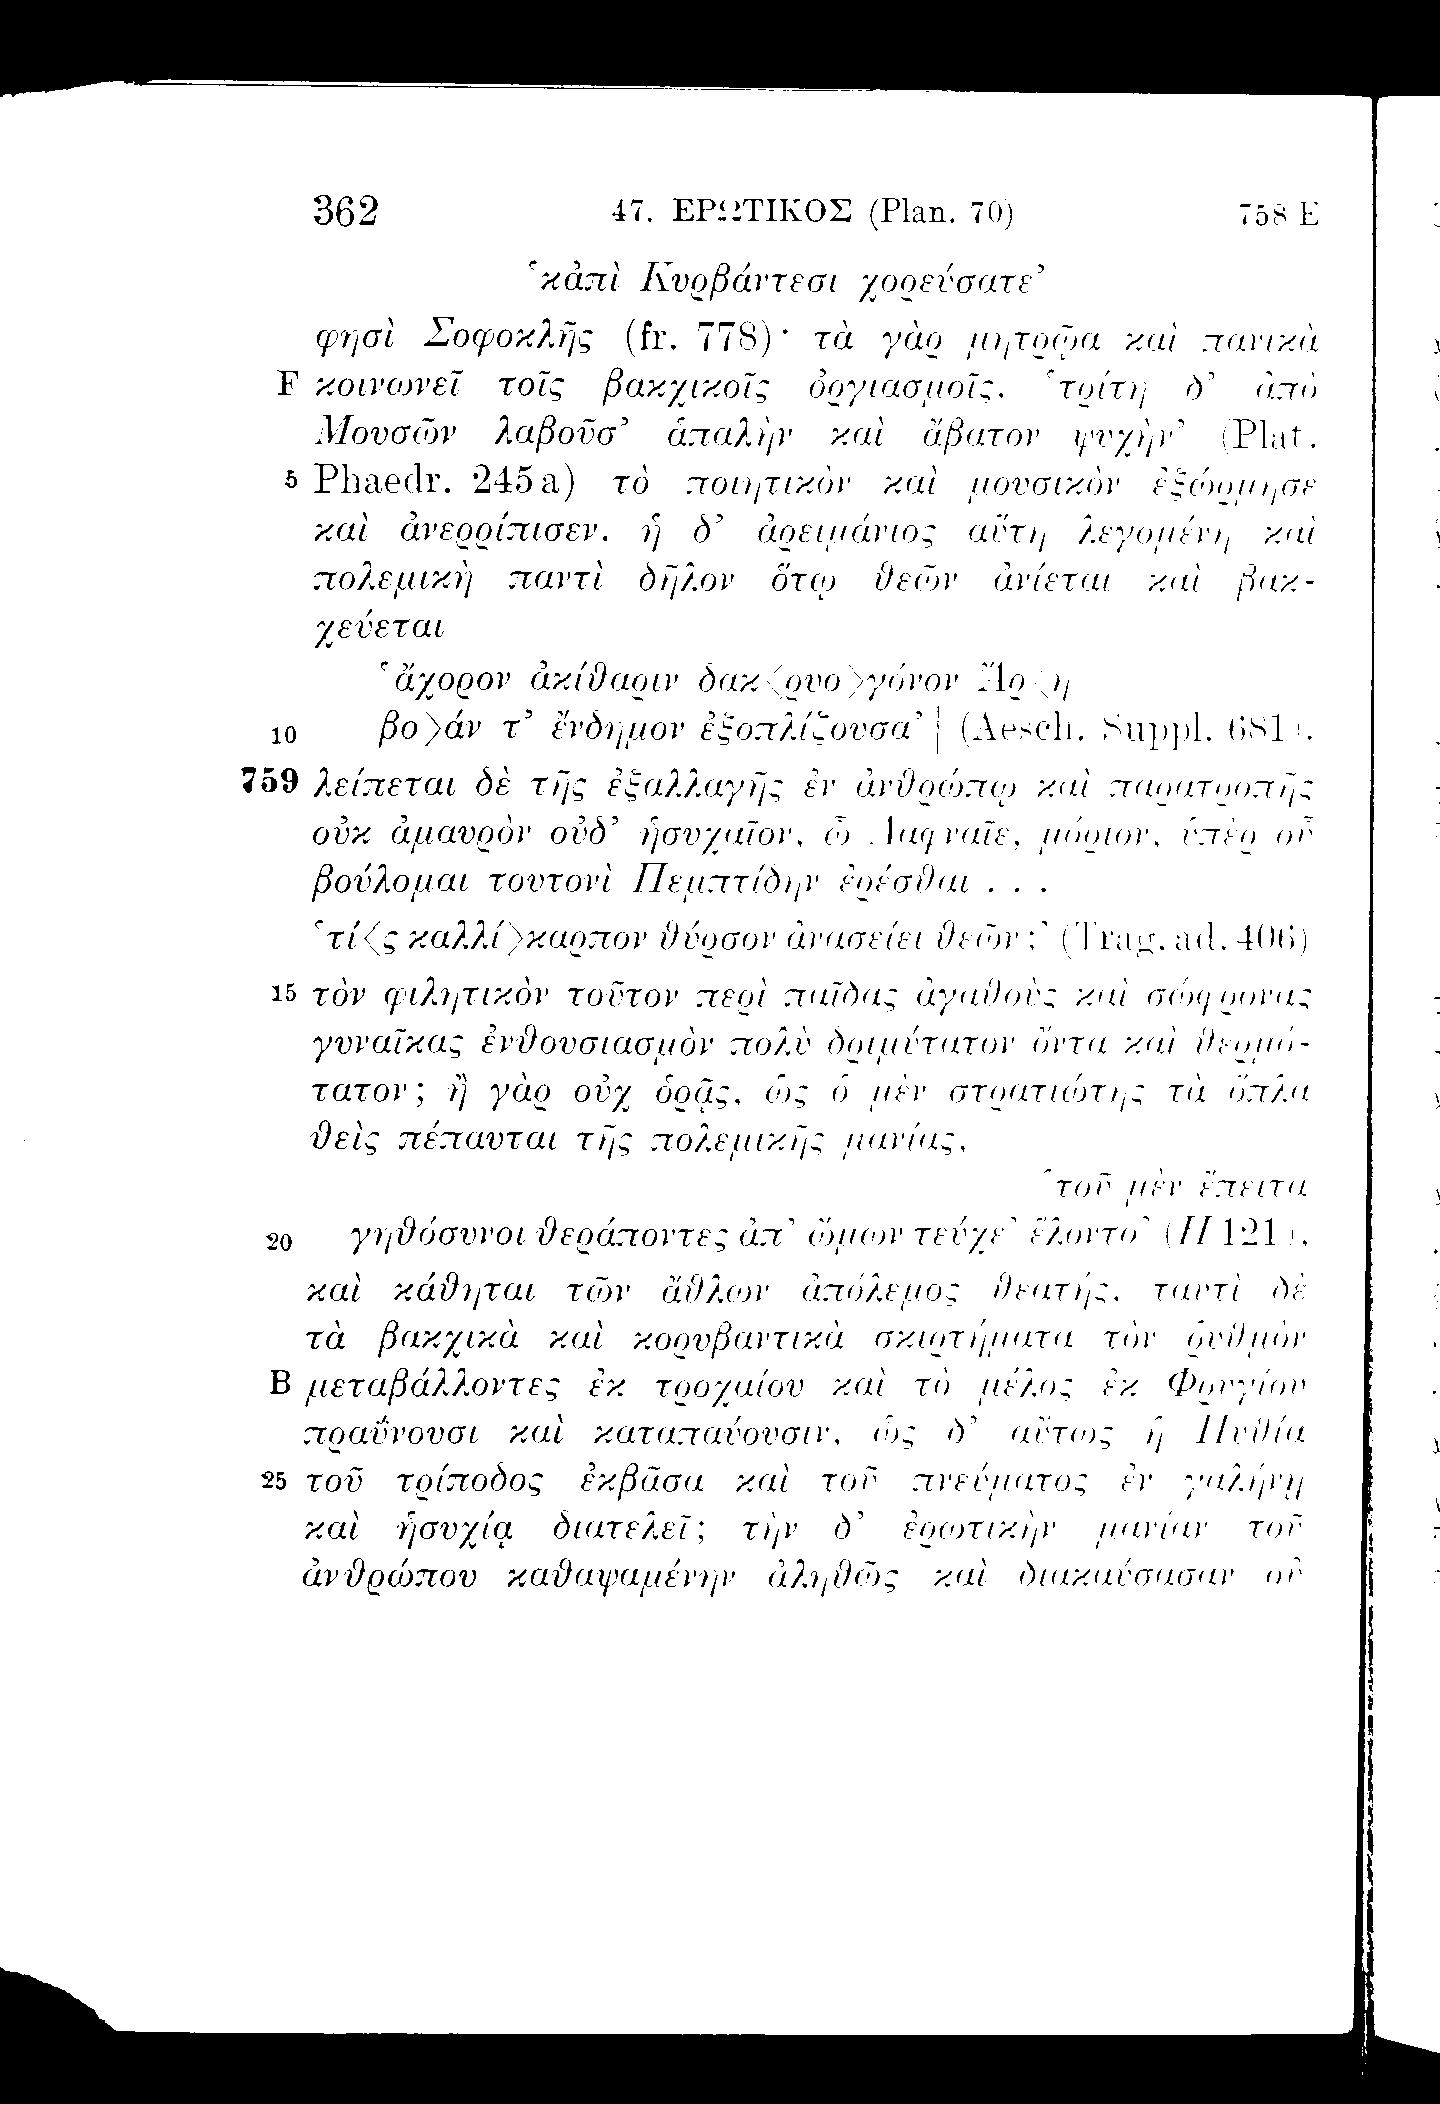 362 47. ΕΡΩΤΙΚΟΣ (Plan. 70) 758 E
‘κἀπὶ Κυρβάντεσι χορεύσατε’
φησὶ Σοφοκλῆς (fr. 778)· τὰ γὰρ μητρῷα καὶ πανικὰ
F κοινωνεῖ τοῖς βακχικοῖς ὀργιασμοῖς. ‘τρίτη δ’ ἀπὸ
Μουσῶν λαβοῦσ’ ἁπαλὴν καὶ ἄβατον ψυχὴν’ (Plat.
5 Phaedr. 245 a) τὸ ποιητικὸν καὶ μουσικὸν ἐξώρμησε
καὶ ἀνερρίπισεν. ἡ δ’ ἀρειμάνιος αὕτη λεγομένη καὶ
πολεμικὴ παντὶ δῆλον ὅτῳ θεῶν ἀνίεται καὶ βακ-
χεύεται
‘ἄχορον ἀκίθαριν δακ⟨ρυο⟩γόνον Ἄρ⟨η
10 βο⟩άν τ’ ἔνδημον ἐξοπλίζουσα’ | (Aesch. Suppl. 681).
759 λείπεται δὲ τῆς ἐξαλλαγῆς ἐν ἀνθρώπῳ καὶ παρατροπῆς
οὐκ ἀμαυρὸν οὐδ’ ἡσυχαῖον, ὦ Δαφναῖε, μόριον, ὑπὲρ οὗ
βούλομαι τουτονὶ Πεμπτίδην ἐρέσθαι . . .
‘τί⟨ς καλλί⟩καρπον θύρσον ἀνασείει θεῶν;’ (Trag. ad. 406)
15 τὸν φιλητικὸν τοῦτον περὶ παῖδας ἀγαθοὺς καὶ σώφρονας
γυναῖκας ἐνθουσιασμὸν πολὺ δριμύτατον ὄντα καὶ θερμό-
τατον; ἢ γὰρ οὐχ ὁρᾷς, ὡς ὁ μὲν στρατιώτης τὰ ὅπλα
θεὶς πέπαυται τῆς πολεμικῆς μανίας,
‘τοῦ μὲν ἔπειτα
20 γηθόσυνοι θεράποντες ἀπ’ ὤμων τεύχε’ ἕλοντο’ (Η 121),
καὶ κάθηται τῶν ἄθλων ἀπόλεμος θεατής, ταυτὶ δὲ
τὰ βακχικὰ καὶ κορυβαντικὰ σκιρτήματα τὸν ῥυθμὸν
B μεταβάλλοντες ἐκ τροχαίου καὶ τὸ μέλος ἐκ Φρυγίου
πραΰνουσι καὶ καταπαύουσιν, ὡς δ’ αὔτως ἡ Πυθία
25 τοῦ τρίποδος ἐκβᾶσα καὶ τοῦ πνεύματος ἐν γαλήνῃ
καὶ ἡσυχίᾳ διατελεῖ; τὴν δ’ ἐρωτικὴν μανίαν τοῦ
ἀνθρώπου καθαψαμένην ἀληθῶς καὶ διακαύσασαν οὐ